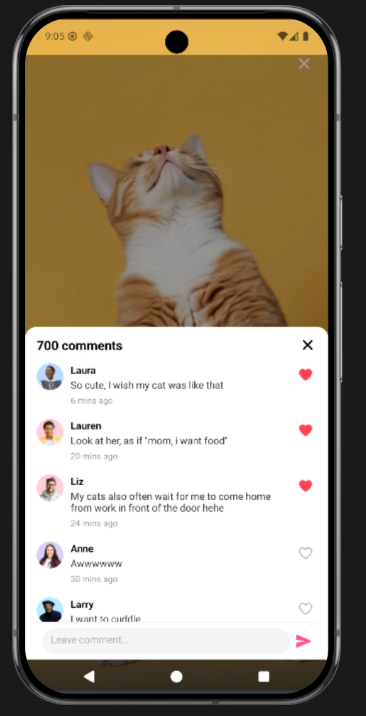 9:05
700 comments
Laura
So cute, I wish my cat was like that
6 mins ago
Lauren
Look at her, as if "mom, i want food"
20 mins ago
Liz
My cats also often wait for me to come home
from work in front of the door hehe
24 mins ago
Anne
Awwwwww
30 mins ago
Larry
I want to cuddle
Leave comment...